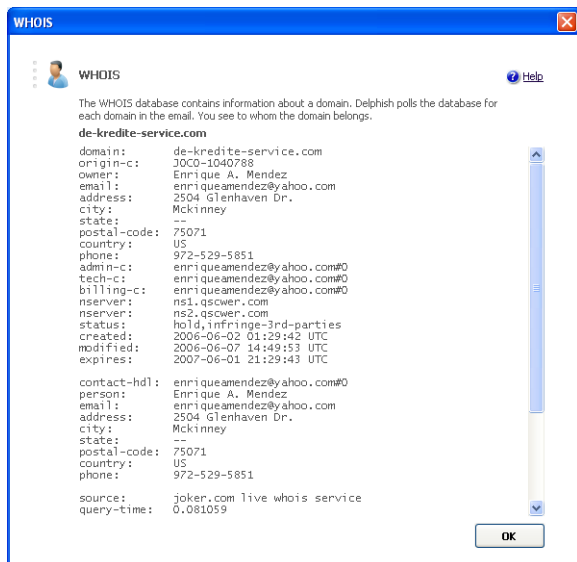 WHOIS
WHOIS
Help
The WHOIS database contains information about a domain. Delphish polls the database for
each domain in the email. You see to whom the domain belongs.
de-kredite-service.com
domain: de-kredite-service.com
origin-c: JOCO-1040788
owner: Enrique A. Mendez
email: enriqueamendez@yahoo.com
address: 2504 Glenhaven Dr.
city: Mckinney
state: --
postal-code: 75071
country: US
phone: 972-529-5851
admin-c: enriqueamendez@yahoo.com#0
tech-c: enriqueamendez@yahoo.com#0
billing-c: enriqueamendez@yahoo.com#0
nserver: ns1.qscwer.com
nserver: ns2.qscwer.com
status: hold,infringe-3rd-parties
created: 2006-06-02 01:29:42 UTC
modified: 2006-06-07 14:49:53 UTC
expires: 2007-06-01 21:29:43 UTC
contact-hdl: enriqueamendez@yahoo.com#0
person: Enrique A. Mendez
email: enriqueamendez@yahoo.com
address: 2504 Glenhaven Dr.
city: Mckinney
state: --
postal-code: 75071
country: US
phone: 972-529-5851
source: joker.com live whois service
query-time: 0.081059
OK